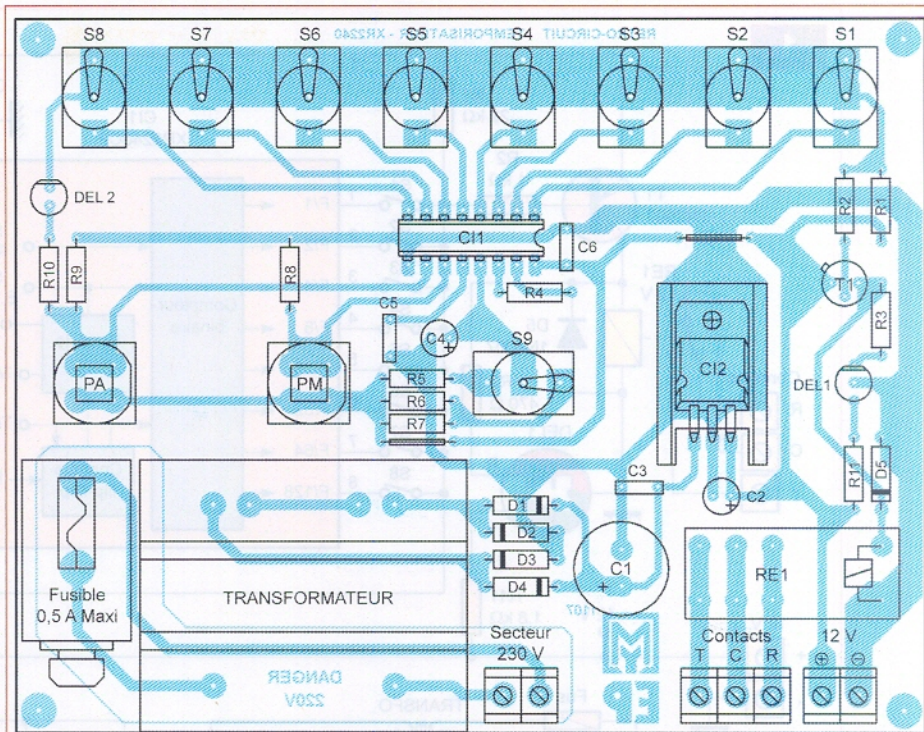 S8 S7 S6 S5 S4 S3 S2 S1
TEMPORISATEUR - XR2240
DEL 2
R2 R1
CI1
C6
R10 R9 R8
R4
T1
C5
C4
S9
R3
CI2
PA PM
R5
DEL1
R6
R7
C3
R11 D5
C2
D1
D2
D3
D4
C1
RE1
Fusible
0,5 A Maxi
TRANSFORMATEUR
Secteur
230 V
Contacts
T C R
12 V
+ -
DANGER
220V
M
EP